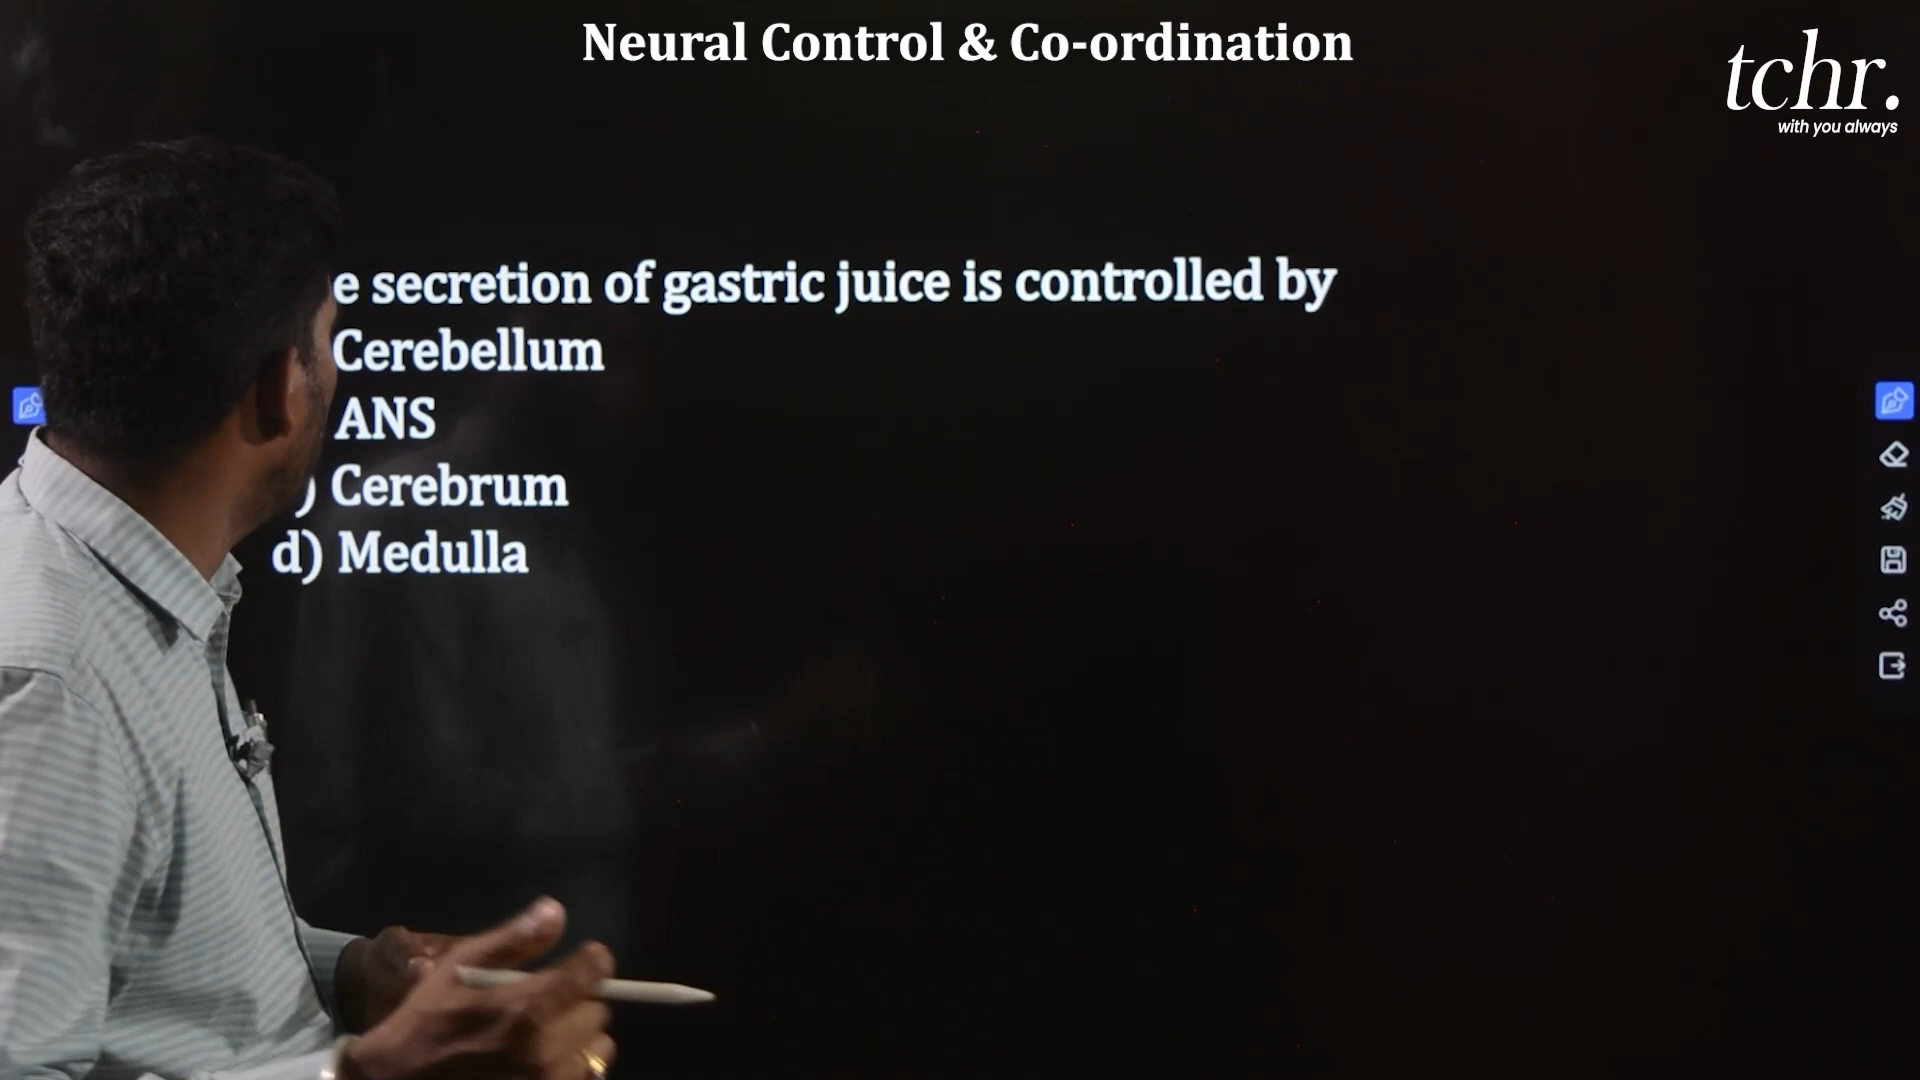 Neural Control & Co-ordination
tchr.
with you always
secretion of gastric juice is controlled by
Cerebellum
ANS
) Cerebrum
d) Medulla